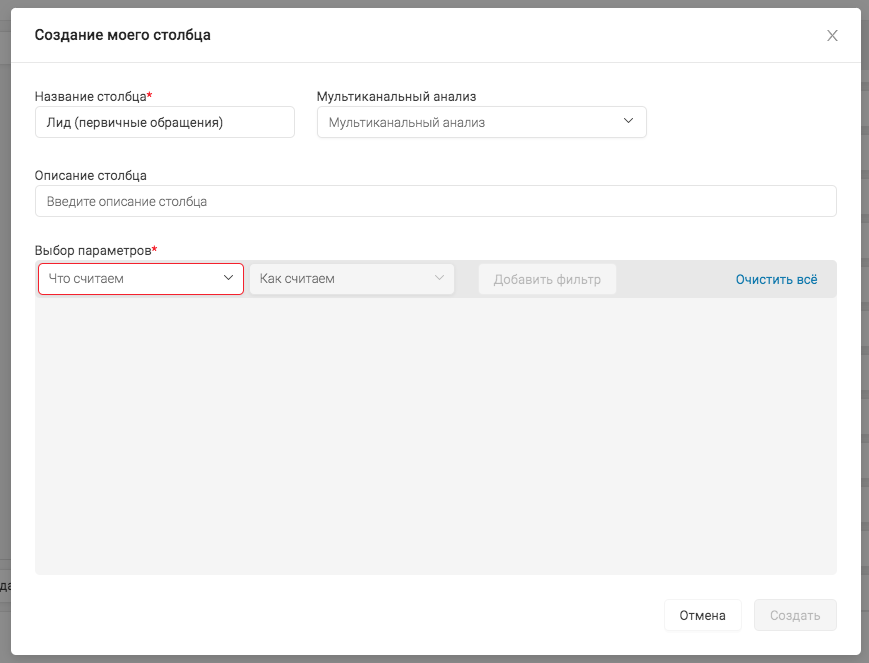 Создание моего столбца
Название столбца* Мультиканальный анализ
Лид (первичные обращения) Мультиканальный анализ
Описание столбца
Введите описание столбца
Выбор параметров*
Что считаем Как считаем Добавить фильтр Очистить всё
да
Отмена Создать